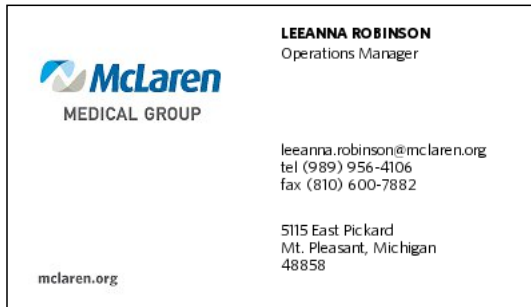 McLaren
MEDICAL GROUP
mclaren.org
LEEANNA ROBINSON
Operations Manager
leeanna.robinson@mclaren.org
tel (989) 956-4106
fax (810) 600-7882
5115 East Pickard
Mt. Pleasant, Michigan
48858